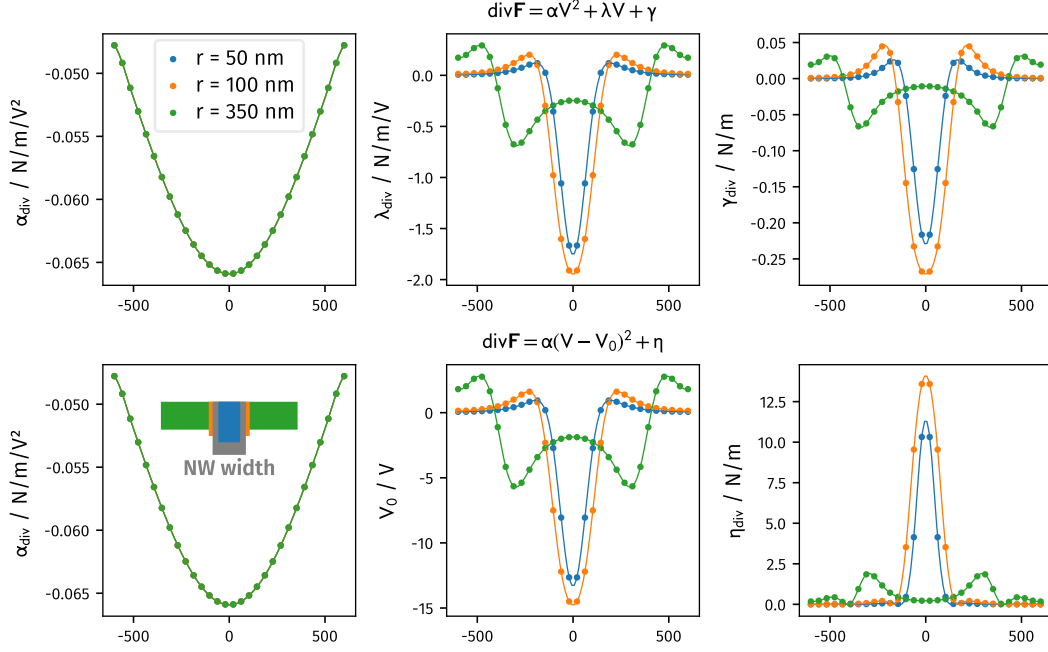 divF = αV² + λV + γ
α_div / N/m/V²
-0.050
-0.055
-0.060
-0.065
r = 50 nm
r = 100 nm
r = 350 nm
-500 0 500
λ_div / N/m/V
0.0
-0.5
-1.0
-1.5
-2.0
-500 0 500
γ_div / N/m
0.05
0.00
-0.05
-0.10
-0.15
-0.20
-0.25
-500 0 500
divF = α(V − V₀)² + η
α_div / N/m/V²
-0.050
-0.055
-0.060
-0.065
NW width
-500 0 500
V₀ / V
0
-5
-10
-15
-500 0 500
η_div / N/m
12.5
10.0
7.5
5.0
2.5
0.0
-500 0 500